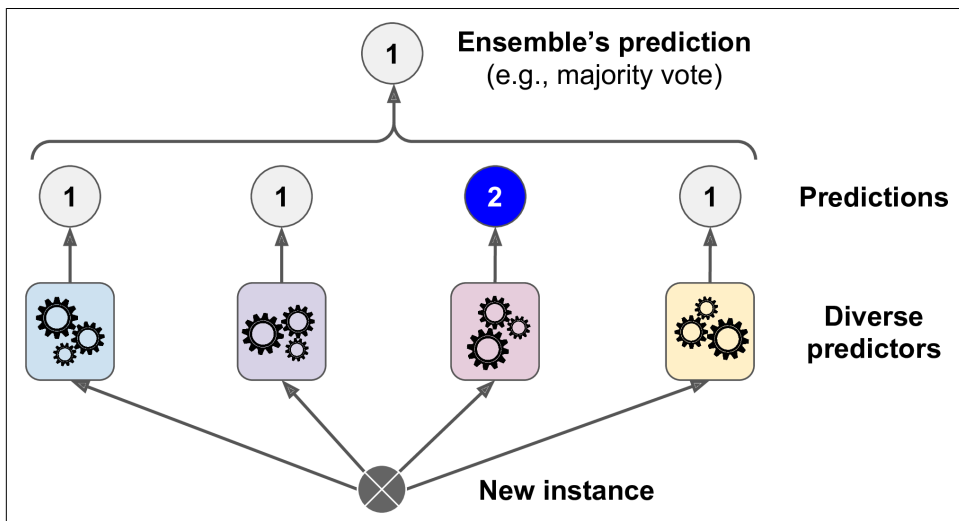 1
Ensemble’s prediction
(e.g., majority vote)
1 1 2 1 Predictions
Diverse
predictors
New instance